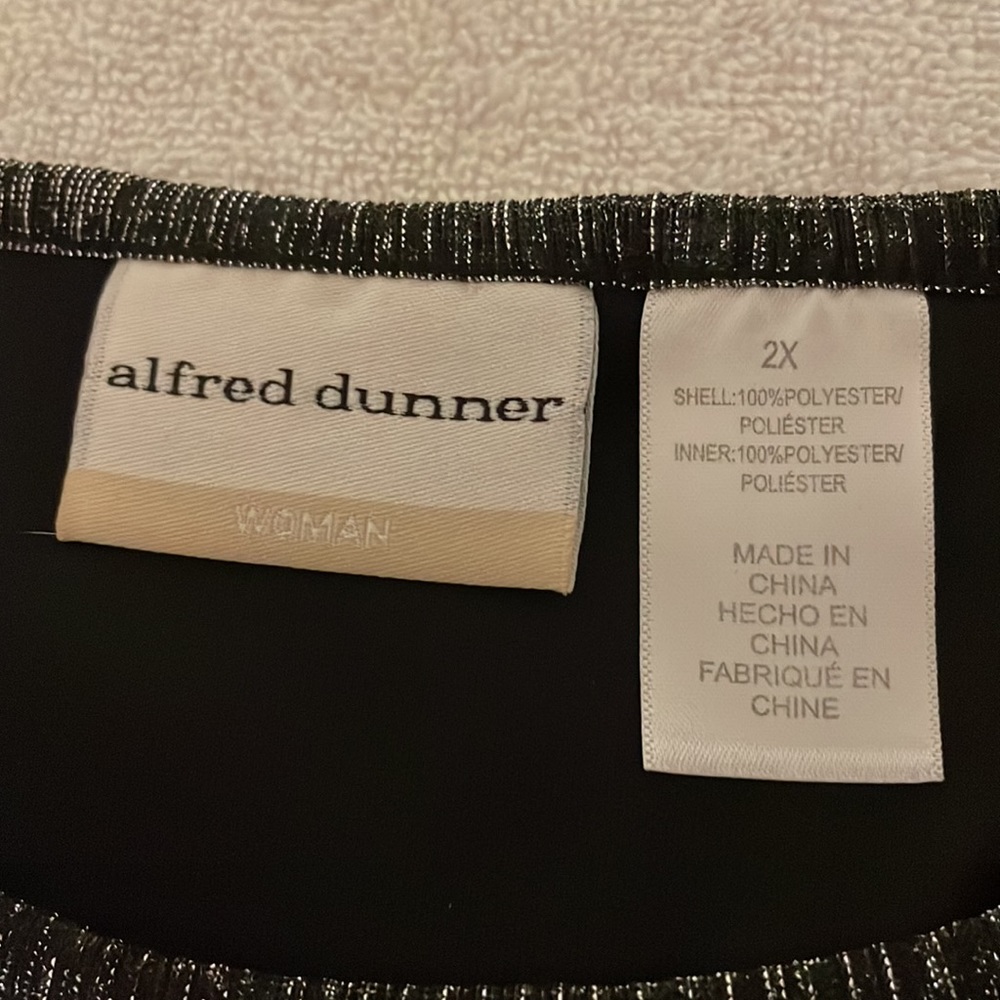 alfred dunner
WOMAN
2X
SHELL:100%POLYESTER/
POLIÉSTER
INNER:100%POLYESTER/
POLIÉSTER
MADE IN
CHINA
HECHO EN
CHINA
FABRIQUÉ EN
CHINE